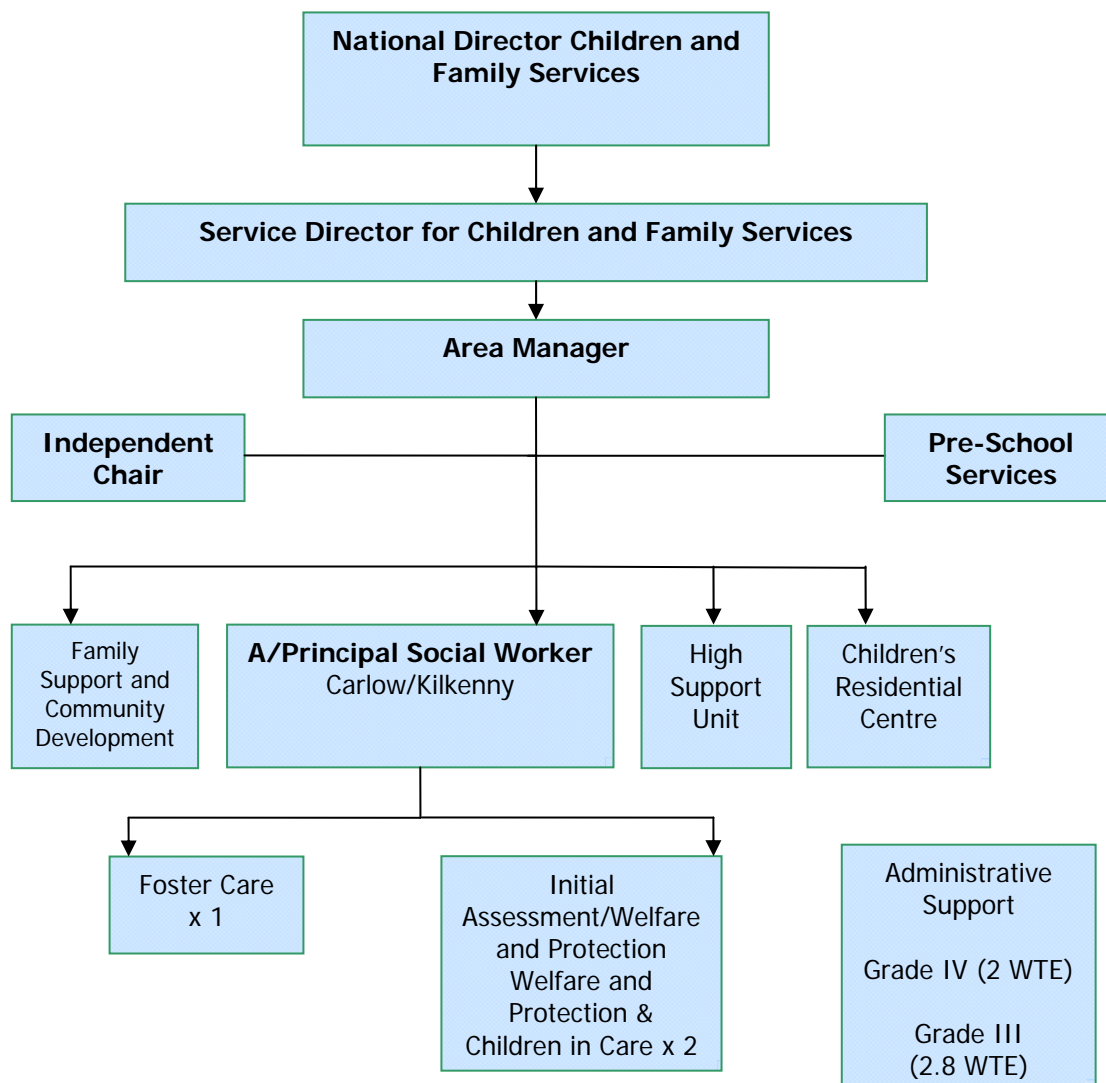 National Director Children and
Family Services
Service Director for Children and Family Services
Area Manager
Independent
Chair
Pre-School
Services
Family
Support and
Community
Development
A/Principal Social Worker
Carlow/Kilkenny
High
Support
Unit
Children's
Residential
Centre
Foster Care
x 1
Initial
Assessment/Welfare
and Protection
Welfare and
Protection &
Children in Care x 2
Administrative
Support
Grade IV (2 WTE)
Grade III
(2.8 WTE)